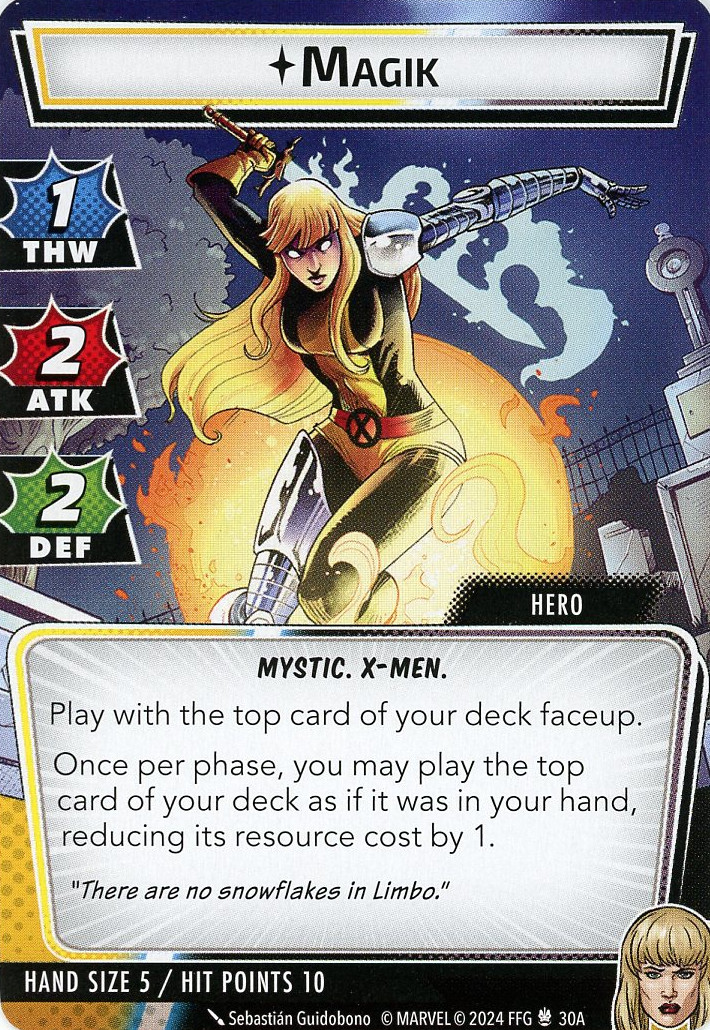 MAGIK
1
THW
2
ATK
2
DEF
HERO
MYSTIC. X-MEN.
Play with the top card of your deck faceup.
Once per phase, you may play the top
card of your deck as if it was in your hand,
reducing its resource cost by 1.
"There are no snowflakes in Limbo."
HAND SIZE 5 / HIT POINTS 10
Sebastián Guidobono © MARVEL © 2024 FFG 30A